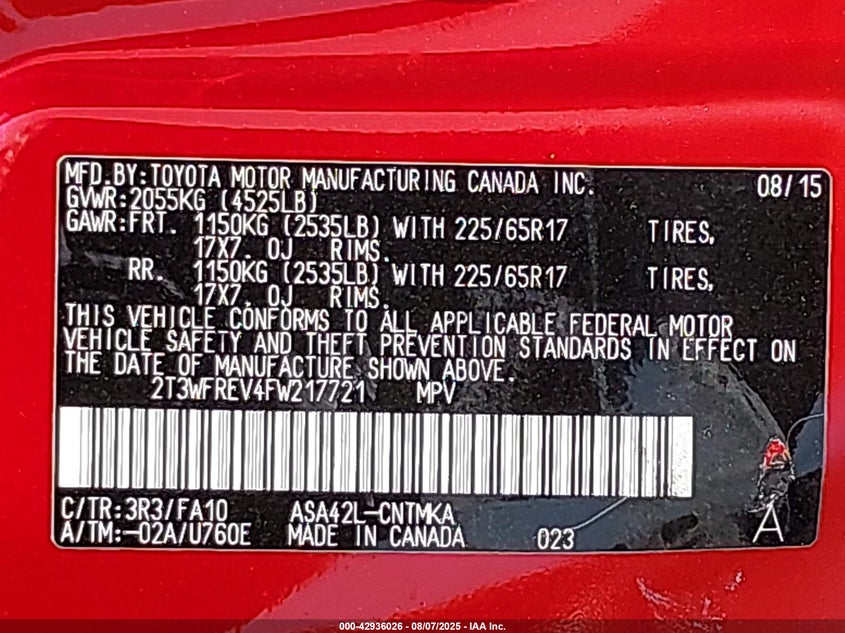 MFD.BY:TOYOTA MOTOR MANUFACTURING CANADA INC. 08/15
GVWR:2055KG (4525LB)
GAWR:FRT. 1150KG (2535LB) WITH 225/65R17 TIRES,
17X7. 0J RIMS.
RR. 1150KG (2535LB) WITH 225/65R17 TIRES,
17X7. 0J RIMS.
THIS VEHICLE CONFORMS TO ALL APPLICABLE FEDERAL MOTOR
VEHICLE SAFETY AND THEFT PREVENTION STANDARDS IN EFFECT ON
THE DATE OF MANUFACTURE SHOWN ABOVE.
2T3WFREV4FW217721 MPV
C/TR:3R3/FA10 ASA42L-CNTMKA
A/TM:-02A/U760E MADE IN CANADA 023 A
000-42936026 - 08/07/2025 - IAA Inc.